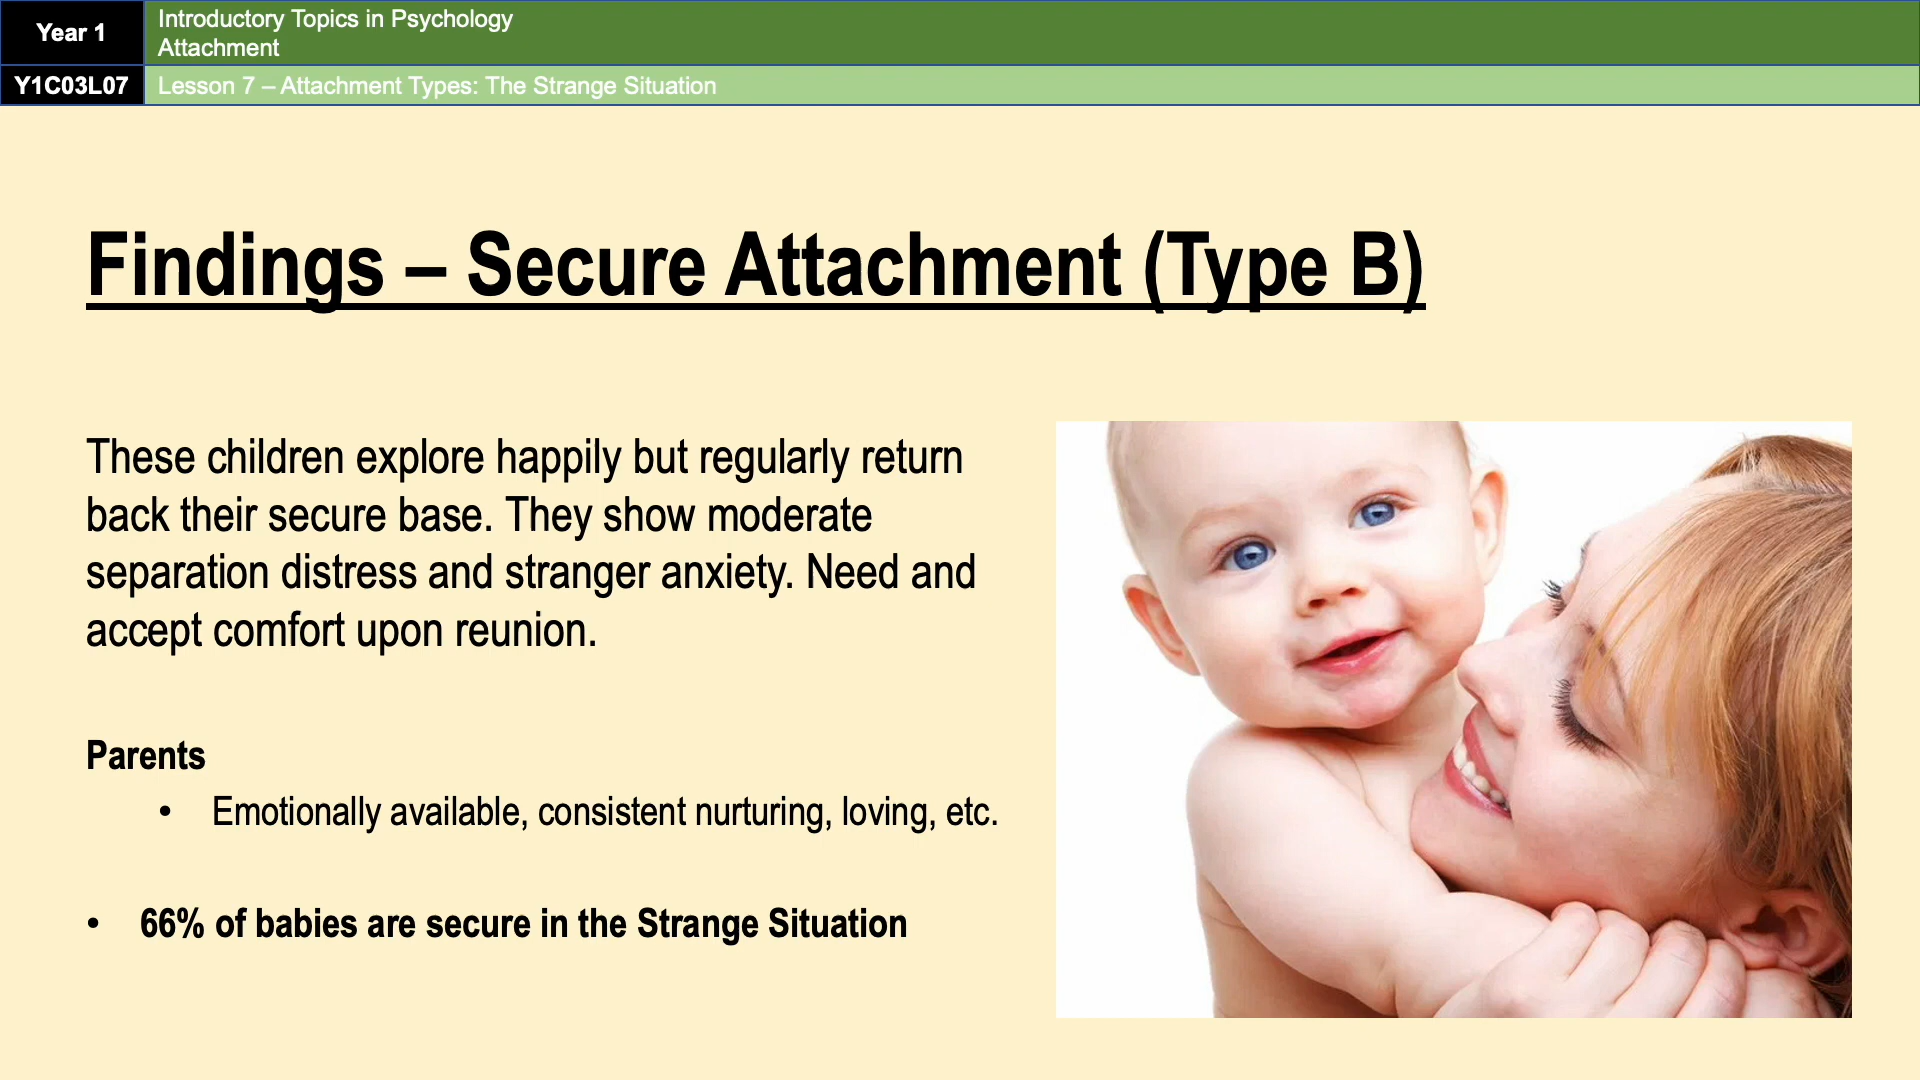 Year 1
Introductory Topics in Psychology
Attachment
Y1C03L07
Lesson 7 – Attachment Types: The Strange Situation
Findings – Secure Attachment (Type B)
These children explore happily but regularly return
back their secure base. They show moderate
separation distress and stranger anxiety. Need and
accept comfort upon reunion.
Parents
• Emotionally available, consistent nurturing, loving, etc.
• 66% of babies are secure in the Strange Situation